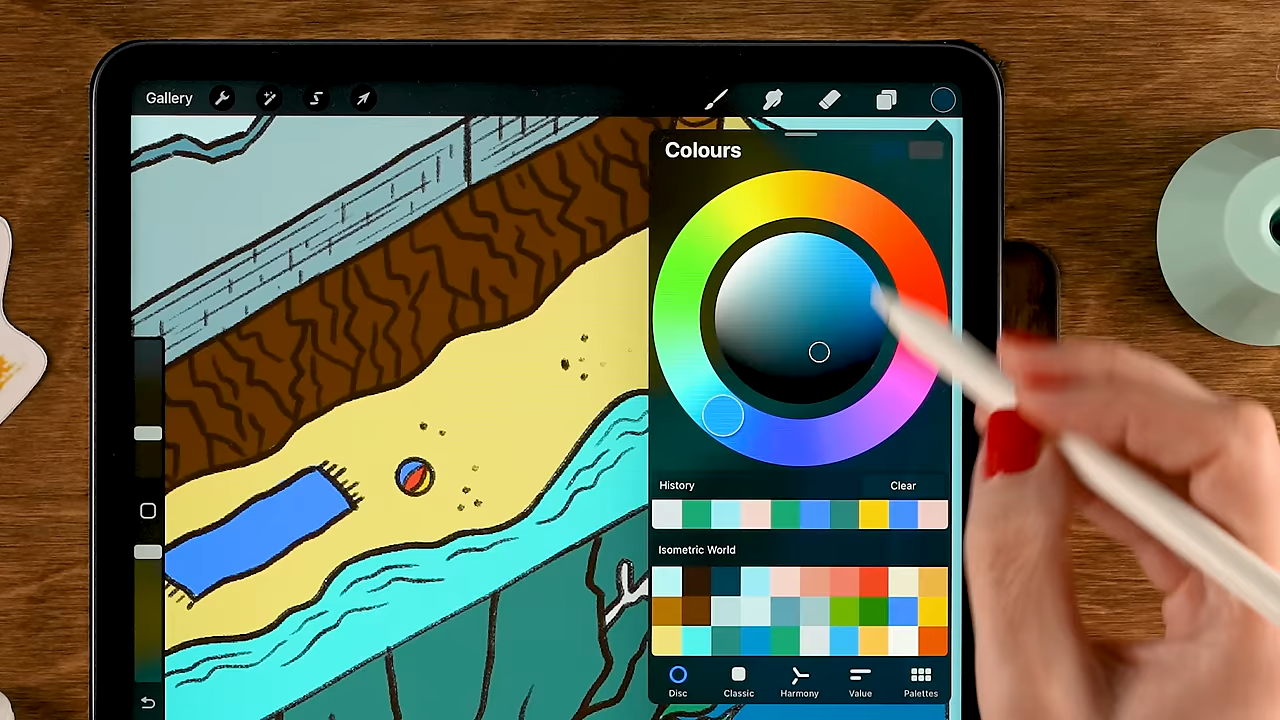 Gallery
Colours
History Clear
Isometric World
Disc Classic Harmony Value Palettes